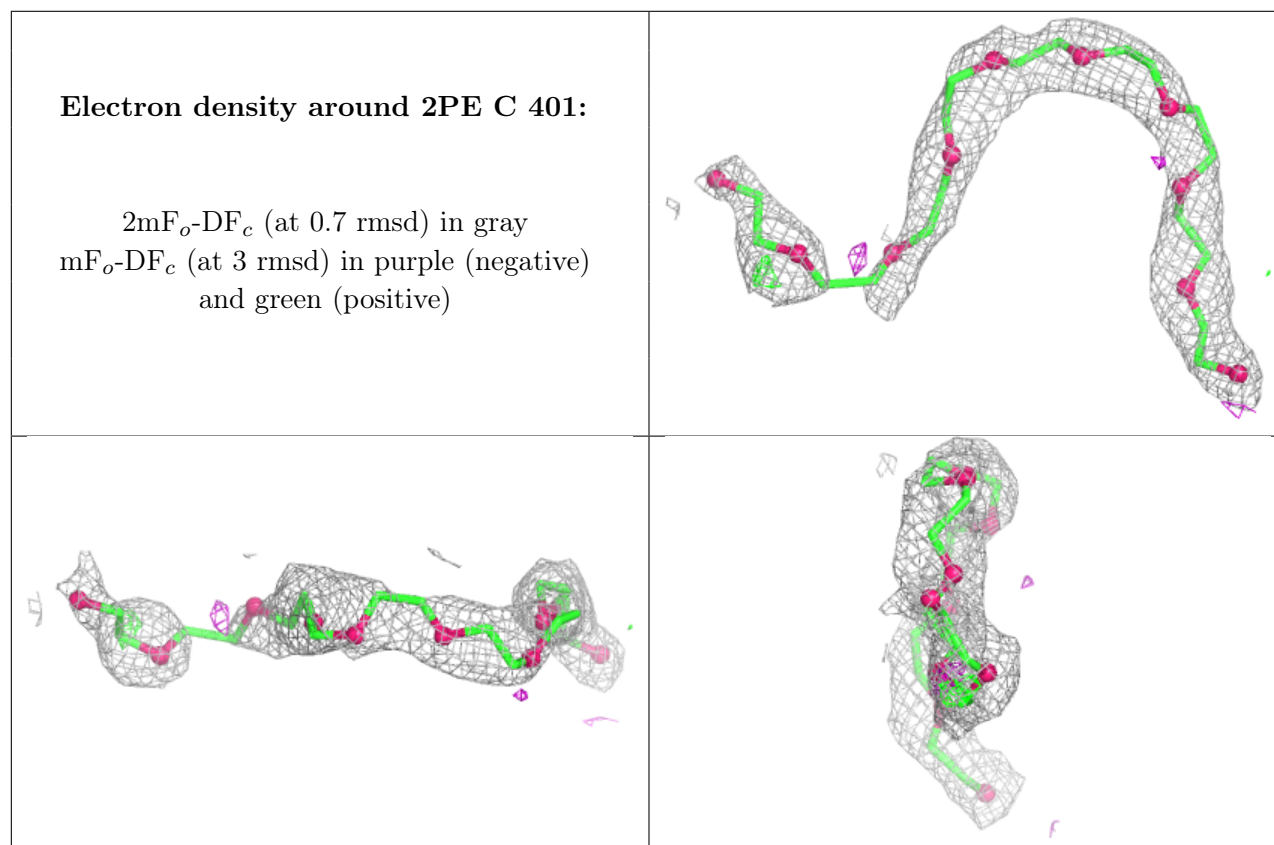 Electron density around 2PE C 401:
2mFₒ-DF𝒸 (at 0.7 rmsd) in gray
mFₒ-DF𝒸 (at 3 rmsd) in purple (negative)
and green (positive)